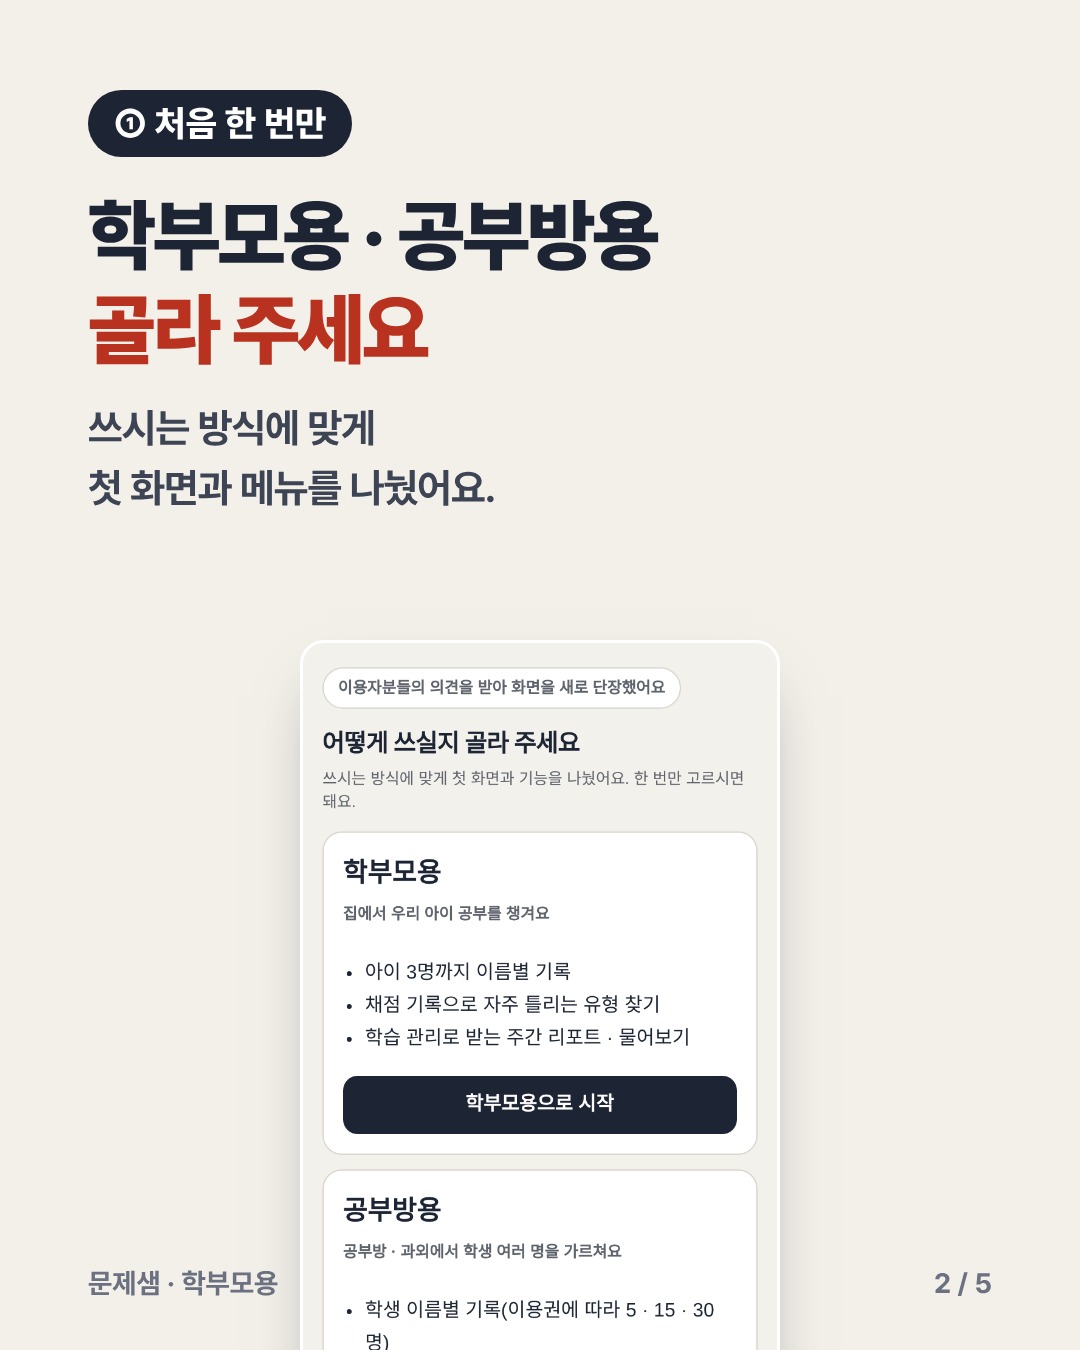 ① 처음 한 번만
학부모용 · 공부방용
골라 주세요
쓰시는 방식에 맞게
첫 화면과 메뉴를 나눴어요.
이용자분들의 의견을 받아 화면을 새로 단장했어요
어떻게 쓰실지 골라 주세요
쓰시는 방식에 맞게 첫 화면과 기능을 나눴어요. 한 번만 고르시면
돼요.
학부모용
집에서 우리 아이 공부를 챙겨요
• 아이 3명까지 이름별 기록
• 채점 기록으로 자주 틀리는 유형 찾기
• 학습 관리로 받는 주간 리포트 · 물어보기
학부모용으로 시작
공부방용
공부방 · 과외에서 학생 여러 명을 가르쳐요
• 학생 이름별 기록(이용권에 따라 5 · 15 · 30
명)
문제샘 · 학부모용
2 / 5